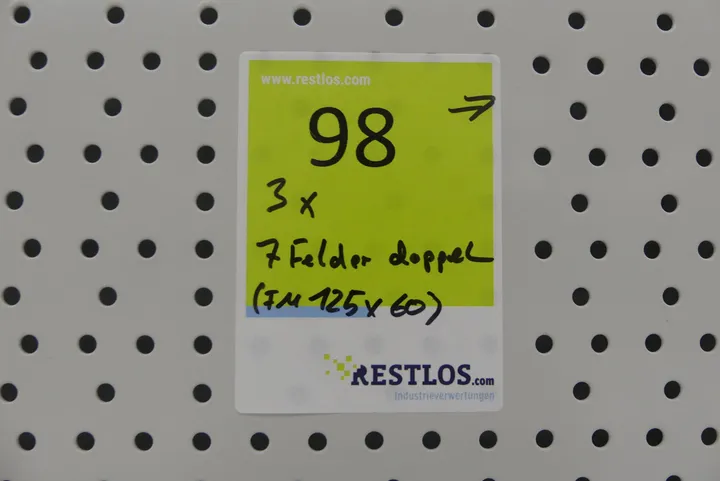 www.restlos.com
98
3 x
7 Felder doppel
(FM 125 x 60)
RESTLOS.com
Industrieverwertungen